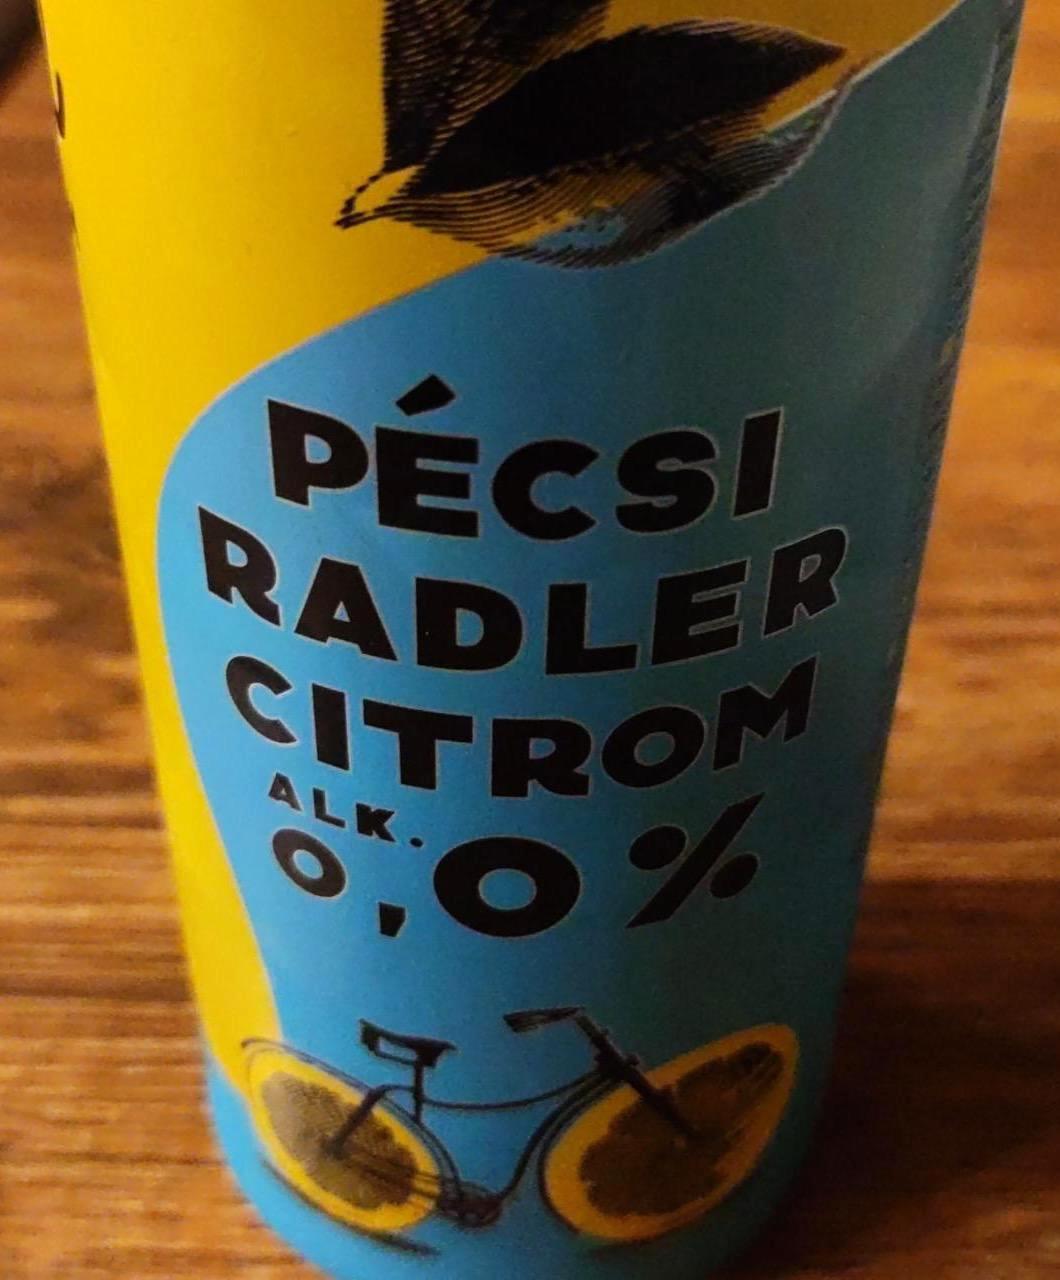 PÉCSI
RADLER
CITROM
ALK.
0,0%